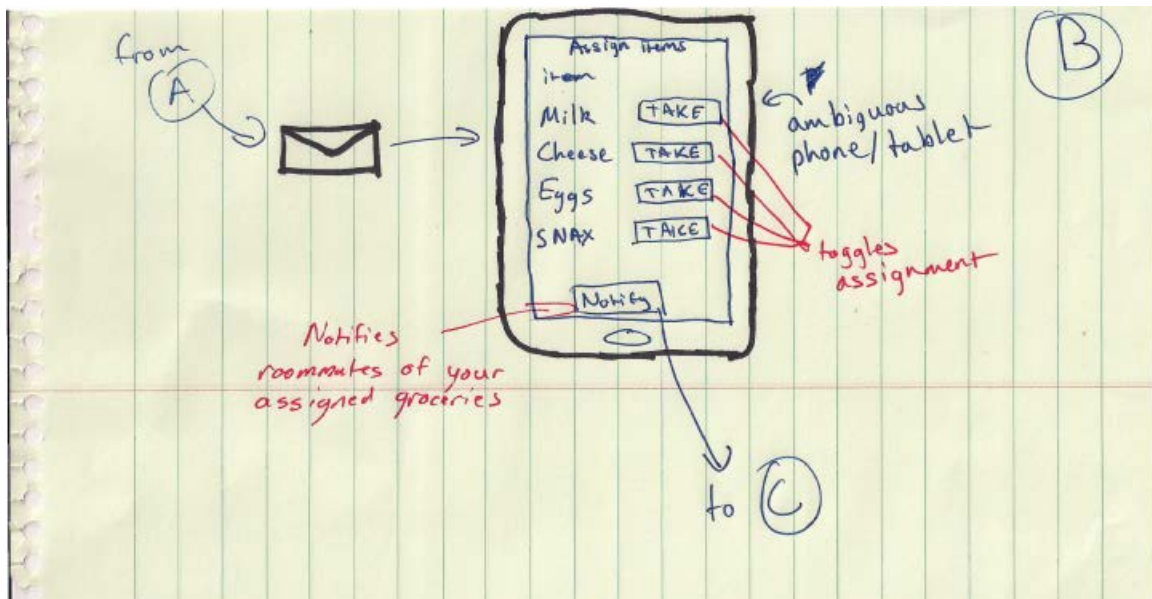 from
A
B
Assign items
item
Milk TAKE
Cheese TAKE
Eggs TAKE
SNAX TAKE
Notify
ambiguous
phone/tablet
toggles
assignment
Notifies
roommates of your
assigned groceries
to C